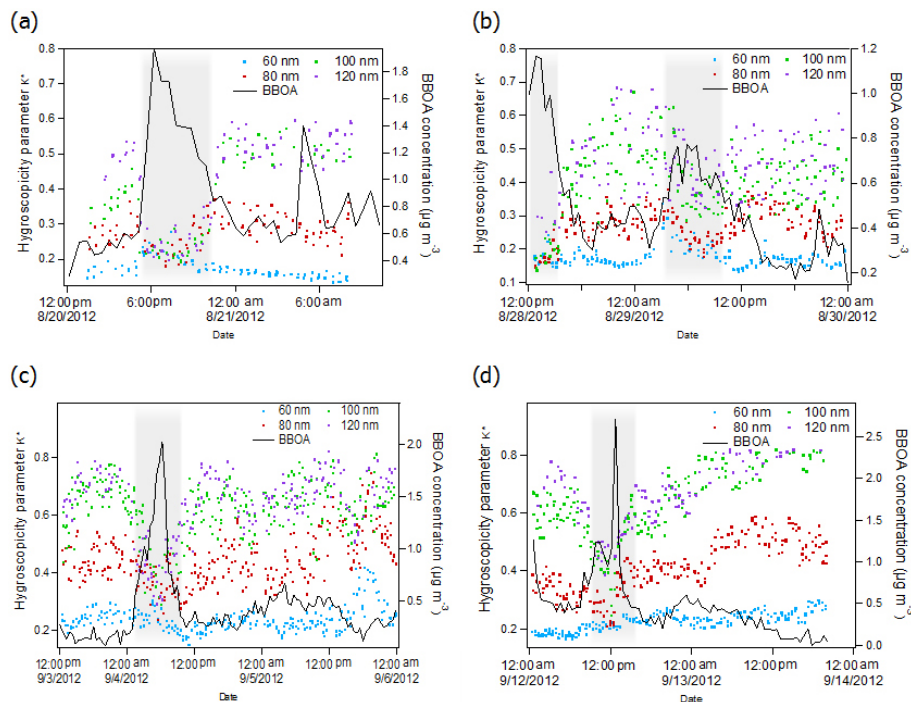 (a)
0.8
0.7
0.6
0.5
0.4
0.3
0.2
Hygroscopicity parameter κ*
60 nm 100 nm
80 nm 120 nm
BBOA
1.8
1.6
1.4
1.2
1.0
0.8
0.6
0.4
BBOA concentration (µg m-3)
12:00 pm 6:00 pm 12:00 am 6:00 am
8/20/2012 8/21/2012
Date
(b)
0.8
0.7
0.6
0.5
0.4
0.3
0.2
0.1
Hygroscopicity parameter κ*
60 nm 100 nm
80 nm 120 nm
BBOA
1.2
1.0
0.8
0.6
0.4
0.2
BBOA concentration (µg m-3)
12:00 pm 12:00 am 12:00 pm 12:00 am
8/28/2012 8/29/2012 8/30/2012
Date
(c)
0.8
0.6
0.4
0.2
Hygroscopicity parameter κ*
60 nm 100 nm
80 nm 120 nm
BBOA
2.0
1.5
1.0
0.5
BBOA concentration (µg m-3)
12:00 pm 12:00 am 12:00 pm 12:00 am 12:00 pm 12:00 am
9/3/2012 9/4/2012 9/5/2012 9/6/2012
Date
(d)
0.8
0.6
0.4
0.2
Hygroscopicity parameter κ*
60 nm 100 nm
80 nm 120 nm
BBOA
2.5
2.0
1.5
1.0
0.5
0.0
BBOA concentration (µg m-3)
12:00 am 12:00 pm 12:00 am 12:00 pm 12:00 am
9/12/2012 9/13/2012 9/14/2012
Date